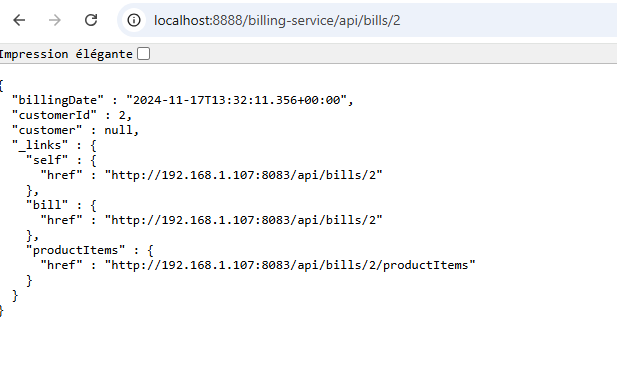 localhost:8888/billing-service/api/bills/2
Impression élégante
{
  "billingDate" : "2024-11-17T13:32:11.356+00:00",
  "customerId" : 2,
  "customer" : null,
  "_links" : {
    "self" : {
      "href" : "http://192.168.1.107:8083/api/bills/2"
    },
    "bill" : {
      "href" : "http://192.168.1.107:8083/api/bills/2"
    },
    "productItems" : {
      "href" : "http://192.168.1.107:8083/api/bills/2/productItems"
    }
  }
}